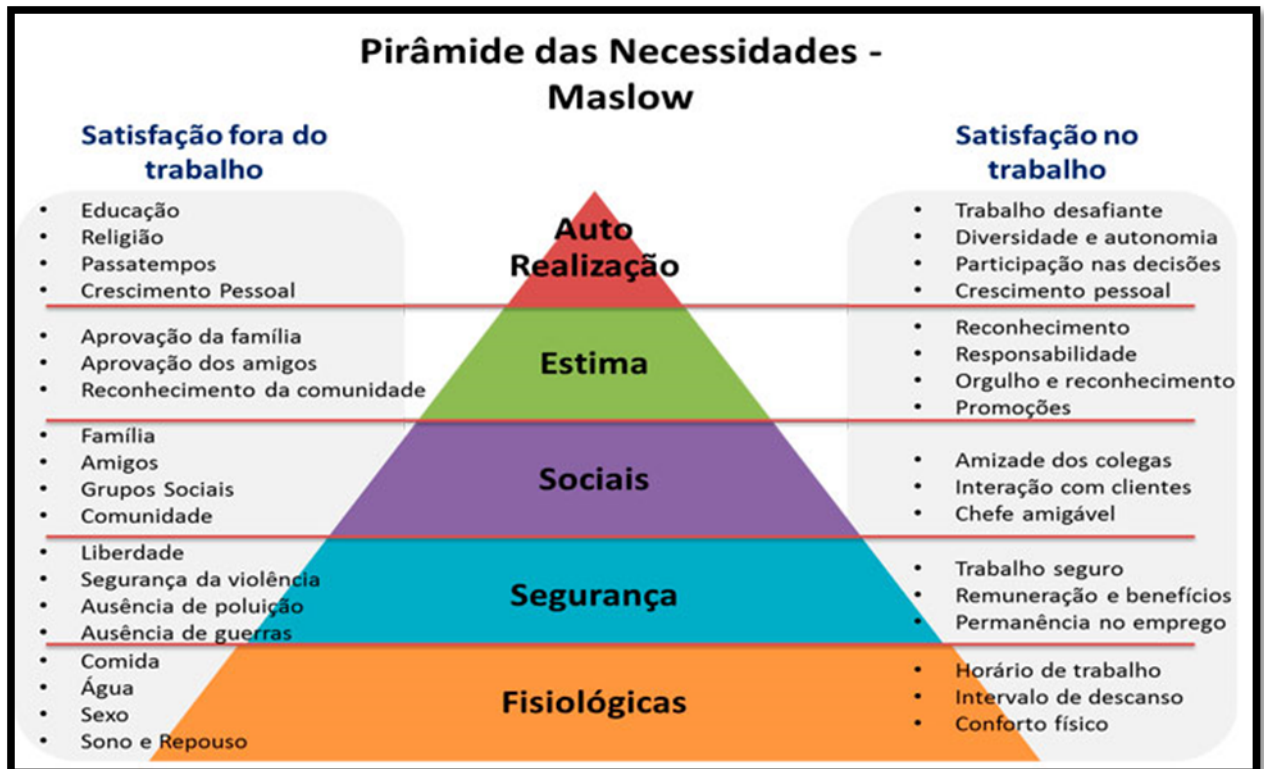 Pirâmide das Necessidades -
Maslow
Satisfação fora do
trabalho
• Educação
• Religião
• Passatempos
• Crescimento Pessoal
• Aprovação da família
• Aprovação dos amigos
• Reconhecimento da comunidade
• Família
• Amigos
• Grupos Sociais
• Comunidade
• Liberdade
• Segurança da violência
• Ausência de poluição
• Ausência de guerras
• Comida
• Água
• Sexo
• Sono e Repouso
Auto
Realização
Estima
Sociais
Segurança
Fisiológicas
Satisfação no
trabalho
• Trabalho desafiante
• Diversidade e autonomia
• Participação nas decisões
• Crescimento pessoal
• Reconhecimento
• Responsabilidade
• Orgulho e reconhecimento
• Promoções
• Amizade dos colegas
• Interação com clientes
• Chefe amigável
• Trabalho seguro
• Remuneração e benefícios
• Permanência no emprego
• Horário de trabalho
• Intervalo de descanso
• Conforto físico